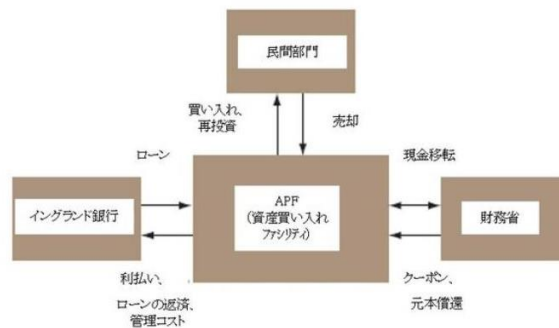 民間部門
買い入れ、
再投資
売却
ローン
現金移転
イングランド銀行
APF
(資産買い入れ
ファシリティ)
財務省
利払い、
ローンの返済、
管理コスト
クーポン、
元本償還